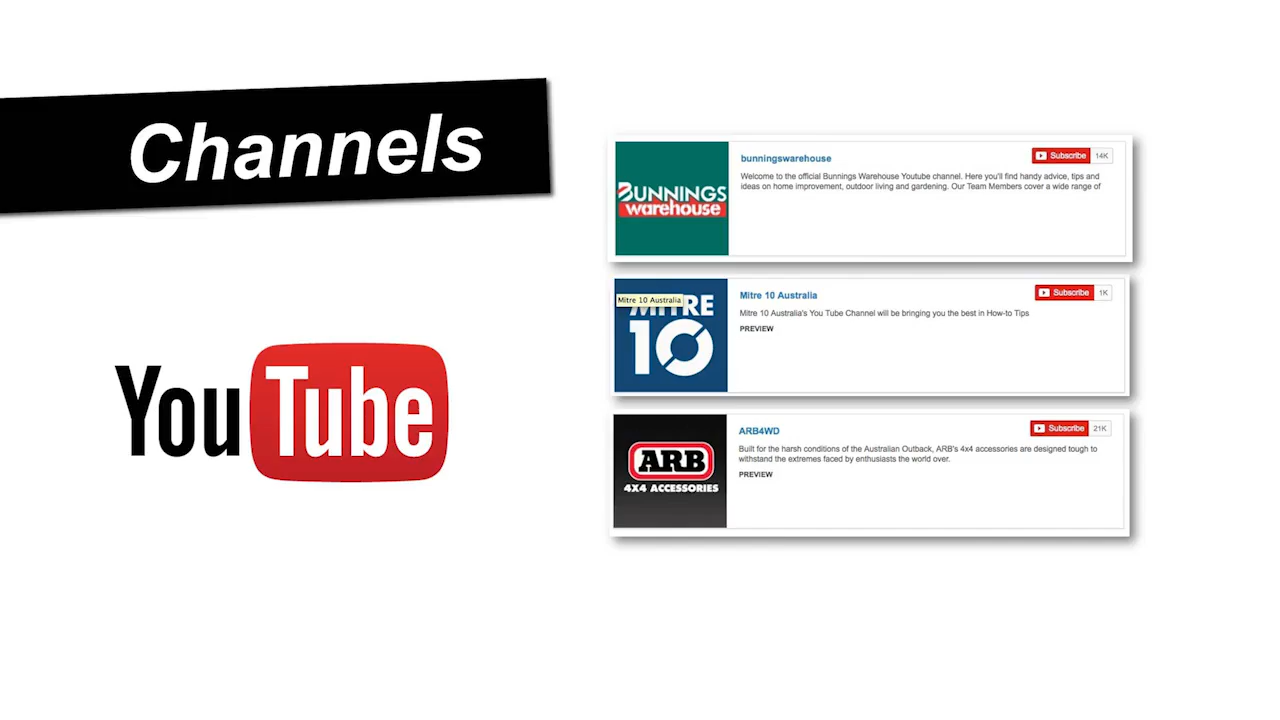 Channels
YouTube
BUNNINGS
warehouse
bunningswarehouse
Subscribe 14K
Welcome to the official Bunnings Warehouse Youtube channel. Here you'll find handy advice, tips and
ideas on home improvement, outdoor living and gardening. Our Team Members cover a wide range of
Mitre 10 Australia
MITRE
10
Mitre 10 Australia
Subscribe 1K
Mitre 10 Australia's You Tube Channel will be bringing you the best in How-to Tips
PREVIEW
ARB
4X4 ACCESSORIES
ARB4WD
Subscribe 21K
Built for the harsh conditions of the Australian Outback, ARB's 4x4 accessories are designed tough to
withstand the extremes faced by enthusiasts the world over.
PREVIEW